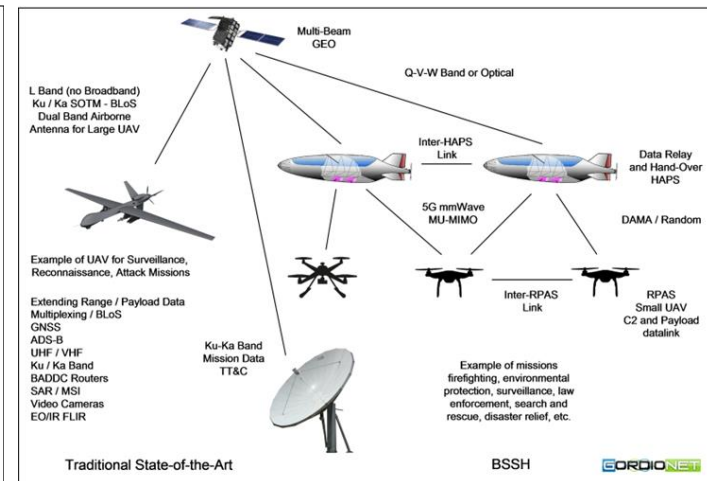 Multi-Beam
GEO
Q-V-W Band or Optical
L Band (no Broadband)
Ku / Ka SOTM - BLoS
Dual Band Airborne
Antenna for Large UAV
Inter-HAPS
Link
Data Relay
and Hand-Over
HAPS
5G mmWave
MU-MIMO
DAMA / Random
Example of UAV for Surveillance,
Reconnaissance, Attack Missions
Extending Range / Payload Data
Multiplexing / BLoS
GNSS
ADS-B
UHF / VHF
Ku / Ka Band
BADDC Routers
SAR / MSI
Video Cameras
EO/IR FLIR
Inter-RPAS
Link
RPAS
Small UAV
C2 and Payload
datalink
Ku-Ka Band
Mission Data
TT&C
Example of missions
firefighting, environmental
protection, surveillance, law
enforcement, search and
rescue, disaster relief, etc.
Traditional State-of-the-Art
BSSH
GORDIONET